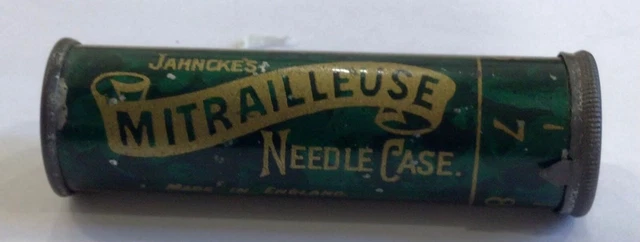 JAHNCKE'S
MITRAILLEUSE
NEEDLE CASE.
MADE IN ENGLAND.
7